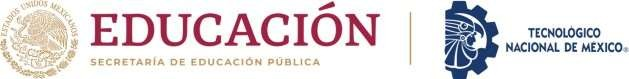 ESTADOS UNIDOS MEXICANOS
EDUCACIÓN
SECRETARÍA DE EDUCACIÓN PÚBLICA
TECNOLÓGICO
NACIONAL DE MÉXICO